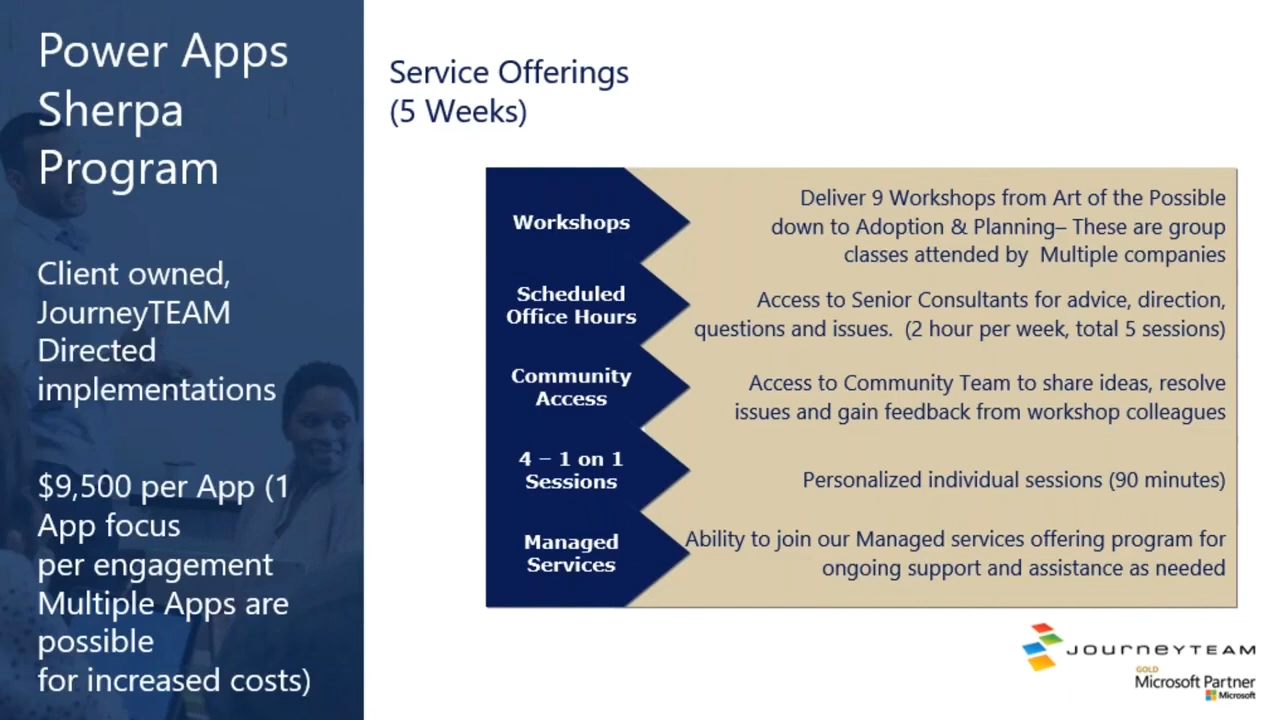 Power Apps
Sherpa
Program
Client owned,
JourneyTEAM
Directed
implementations
$9,500 per App (1
App focus
per engagement
Multiple Apps are
possible
for increased costs)
Service Offerings
(5 Weeks)
Workshops
Deliver 9 Workshops from Art of the Possible
down to Adoption & Planning– These are group
classes attended by  Multiple companies
Scheduled
Office Hours
Access to Senior Consultants for advice, direction,
questions and issues.  (2 hour per week, total 5 sessions)
Community
Access
Access to Community Team to share ideas, resolve
issues and gain feedback from workshop colleagues
4 – 1 on 1
Sessions
Personalized individual sessions (90 minutes)
Managed
Services
Ability to join our Managed services offering program for
ongoing support and assistance as needed
JOURNEYTEAM
GOLD
Microsoft Partner
Microsoft